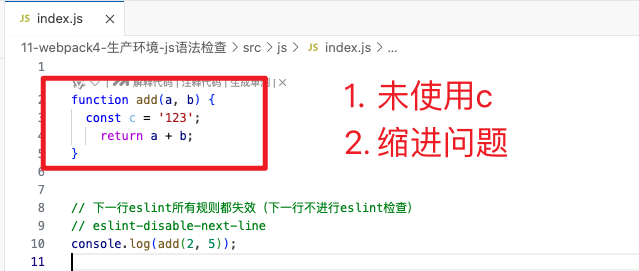 JS index.js ×
11-webpack4-生产环境-js语法检查 > src > js > JS index.js > ...
1
解释代码 | 注释代码 | 生成单测 | ×
2 function add(a, b) {
3 const c = '123';
4 return a + b;
5 }
6
7
8 // 下一行eslint所有规则都失效（下一行不进行eslint检查）
9 // eslint-disable-next-line
10 console.log(add(2, 5));
11
1. 未使用c
2. 缩进问题